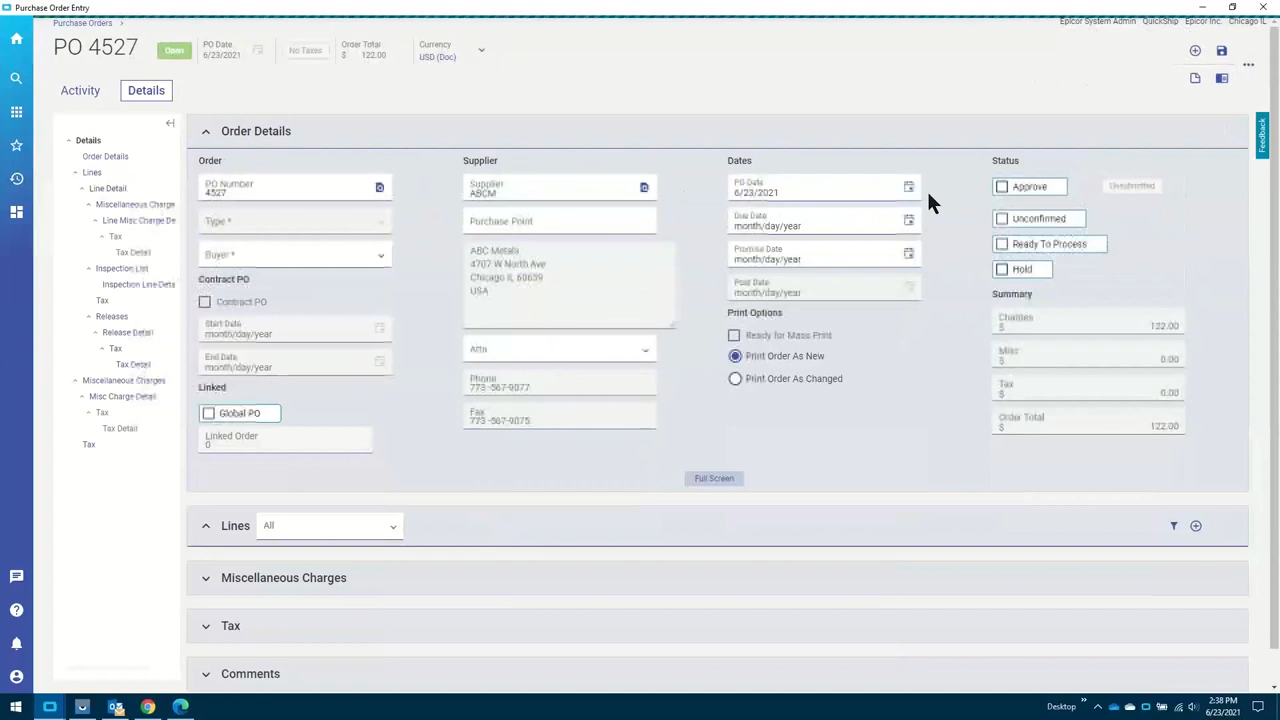 Purchase Order Entry
Purchase Orders
Epicor System Admin QuickShip Epicor Inc. Chicago IL
PO 4527
Open
PO Date
6/23/2021
No Taxes
Order Total
$ 122.00
Currency
USD (Doc)
Activity
Details
Feedback
Details
Order Details
Lines
Line Detail
Miscellaneous Charge
Line Misc Charge De
Tax
Tax Detail
Inspection List
Inspection Line Deta
Tax
Releases
Release Detail
Tax
Tax Detail
Miscellaneous Charges
Misc Charge Detail
Tax
Tax Detail
Tax
Order Details
Order
PO Number
4527
Type *
Buyer *
Contract PO
Contract PO
Start Date
month/day/year
End Date
month/day/year
Linked
Global PO
Linked Order
0
Supplier
Supplier
ABCM
Purchase Point
ABC Metals
4707 W North Ave
Chicago IL 60639
USA
Attn
Phone
773-567-9077
Fax
773-567-9075
Dates
PO Date
6/23/2021
Due Date
month/day/year
Promise Date
month/day/year
Post Date
month/day/year
Print Options
Ready for Mass Print
Print Order As New
Print Order As Changed
Status
Approve
Unsubmitted
Unconfirmed
Ready To Process
Hold
Summary
Charges
$ 122.00
Misc
$ 0.00
Tax
$ 0.00
Order Total
$ 122.00
Full Screen
Lines
All
Miscellaneous Charges
Tax
Comments
Desktop
2:38 PM
6/23/2021